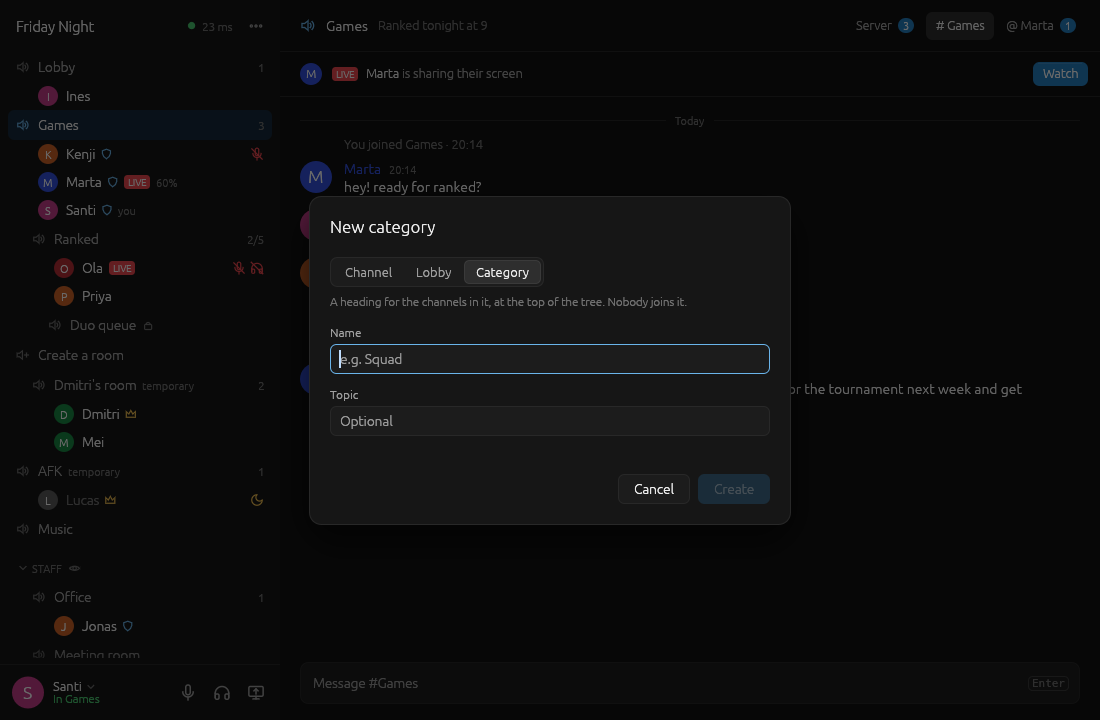 Friday Night
23 ms
Server 3
# Games
@ Marta 1
Games
Ranked tonight at 9
M LIVE Marta is sharing their screen
Watch
Lobby 1
I Ines
Games 3
K Kenji
M Marta LIVE 60%
S Santi you
Ranked 2/5
O Ola LIVE
P Priya
Duo queue
Create a room
Dmitri's room temporary 2
D Dmitri
M Mei
AFK temporary 1
L Lucas
Music
STAFF
Office 1
J Jonas
Meeting room
S Santi
In Games
Today
You joined Games · 20:14
M Marta 20:14
hey! ready for ranked?
or the tournament next week and get
New category
Channel
Lobby
Category
A heading for the channels in it, at the top of the tree. Nobody joins it.
Name
e.g. Squad
Topic
Optional
Cancel
Create
Message #Games
Enter